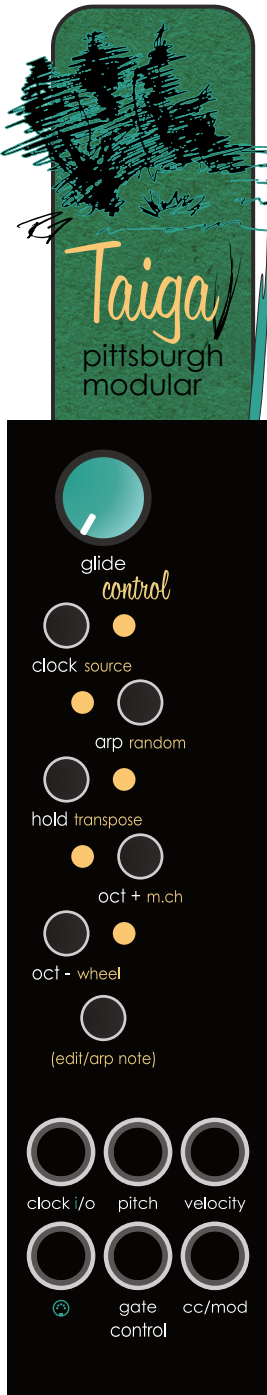 Taiga
pittsburgh
modular
glide
control
clock source
arp random
hold transpose
oct + m.ch
oct - wheel
(edit/arp note)
clock i/o pitch velocity
gate cc/mod
control